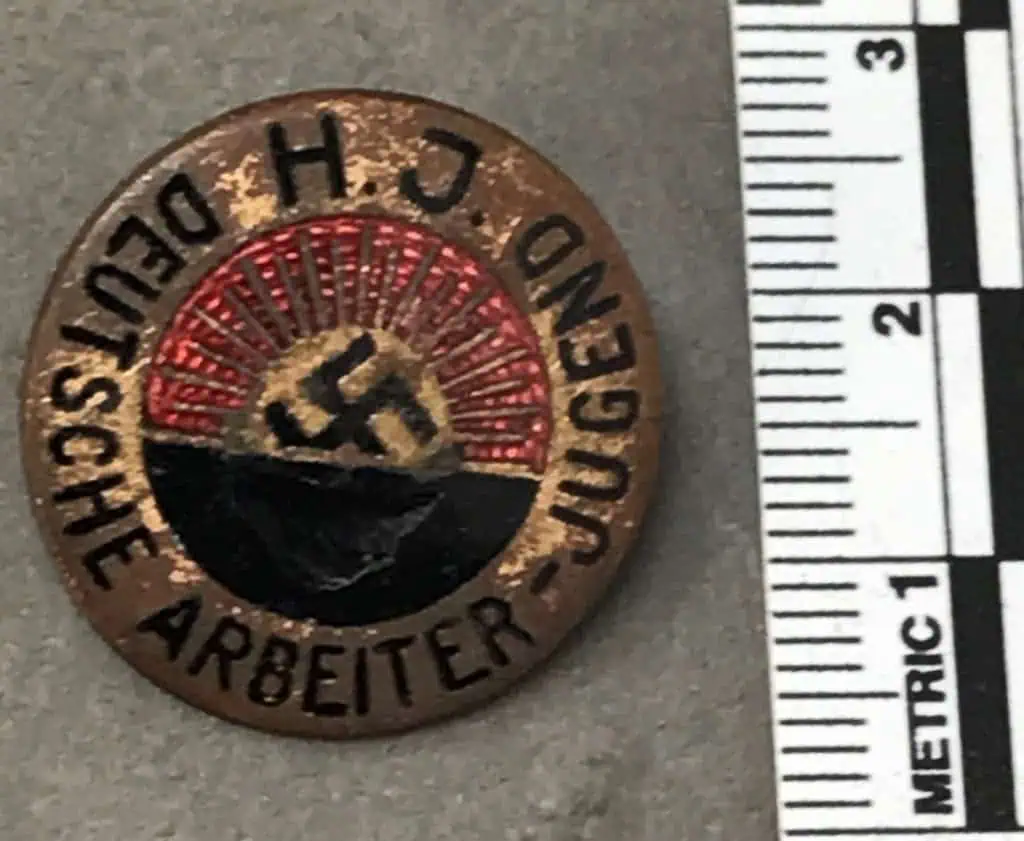 H.J. DEUTSCHE ARBEITER-JUGEND
3
2
METRIC 1